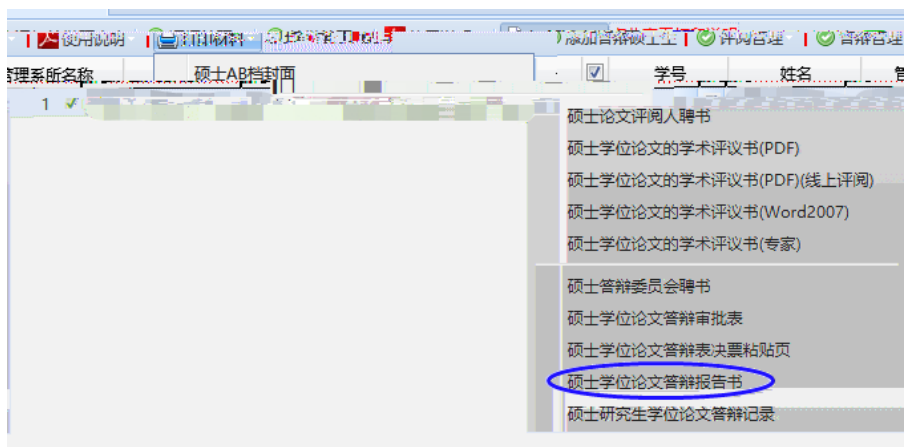 使用说明 打印材料 添加答辩硕士生 评阅管理 答辩管理
管理系所名称 硕士AB档封面 学号 姓名
1
硕士论文评阅人聘书
硕士学位论文的学术评议书(PDF)
硕士学位论文的学术评议书(PDF)(线上评阅)
硕士学位论文的学术评议书(Word2007)
硕士学位论文的学术评议书(专家)
硕士答辩委员会聘书
硕士学位论文答辩审批表
硕士学位论文答辩表决票粘贴页
硕士学位论文答辩报告书
硕士研究生学位论文答辩记录